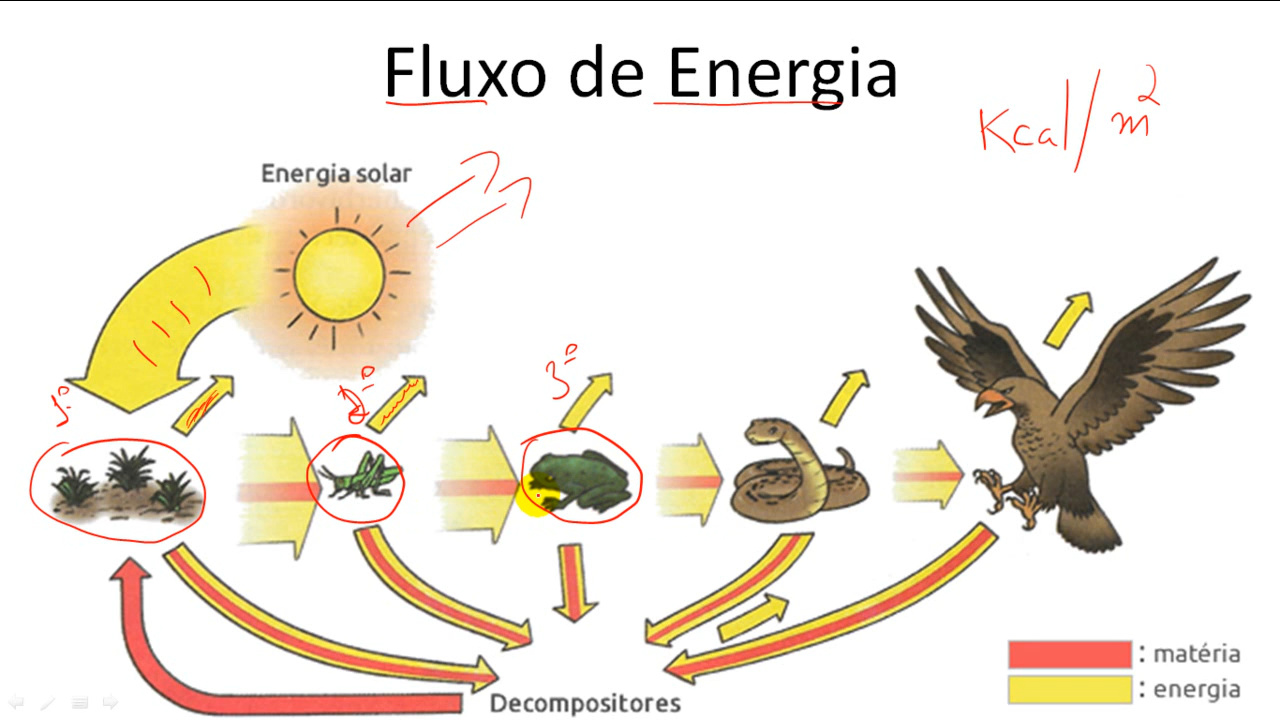 Fluxo de Energia
Kcal/m²
Energia solar
1º
2º
3º
Decompositores
: matéria
: energia